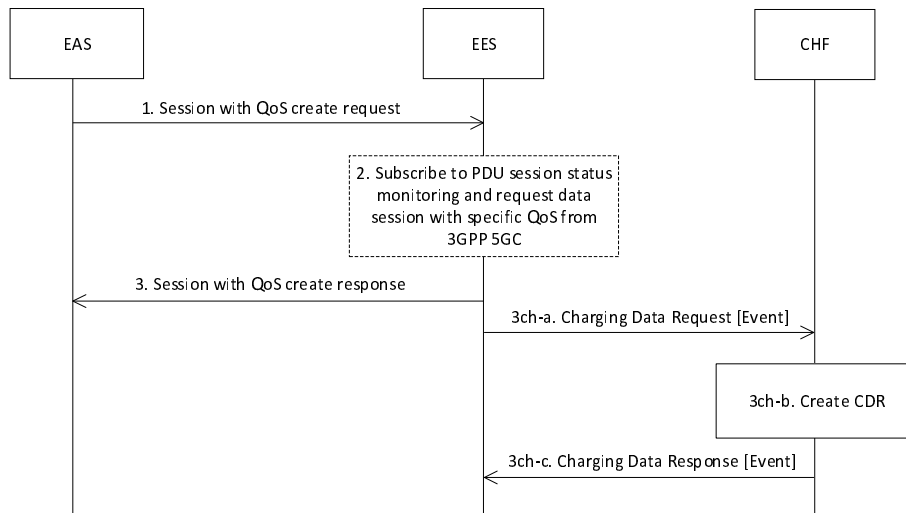 EAS
EES
CHF
1. Session with QoS create request
2. Subscribe to PDU session status
monitoring and request data
session with specific QoS from
3GPP 5GC
3. Session with QoS create response
3ch-a. Charging Data Request [Event]
3ch-b. Create CDR
3ch-c. Charging Data Response [Event]